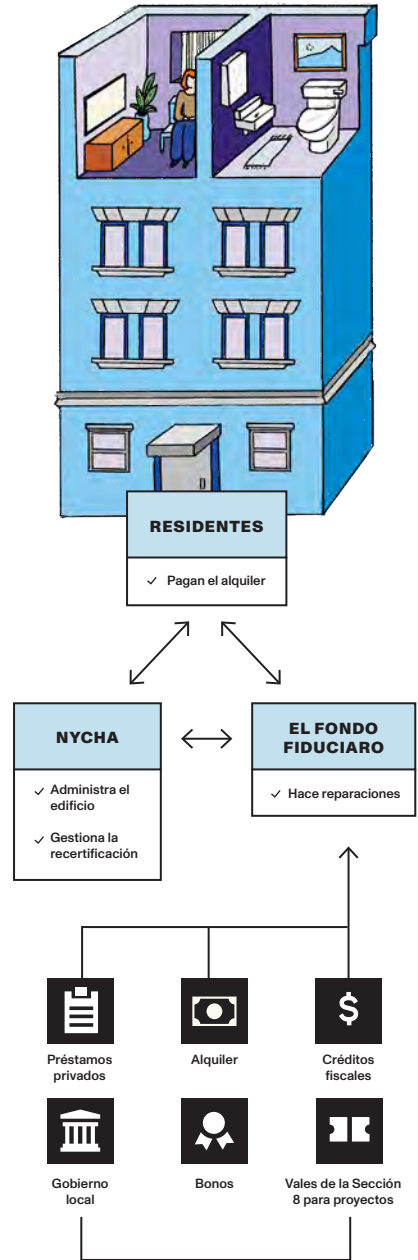 RESIDENTES
✓ Pagan el alquiler
NYCHA
✓ Administra el
edificio
✓ Gestiona la
recertificación
EL FONDO
FIDUCIARO
✓ Hace reparaciones
Préstamos
privados
Alquiler
$
Créditos
fiscales
Gobierno
local
Bonos
Vales de la Sección
8 para proyectos